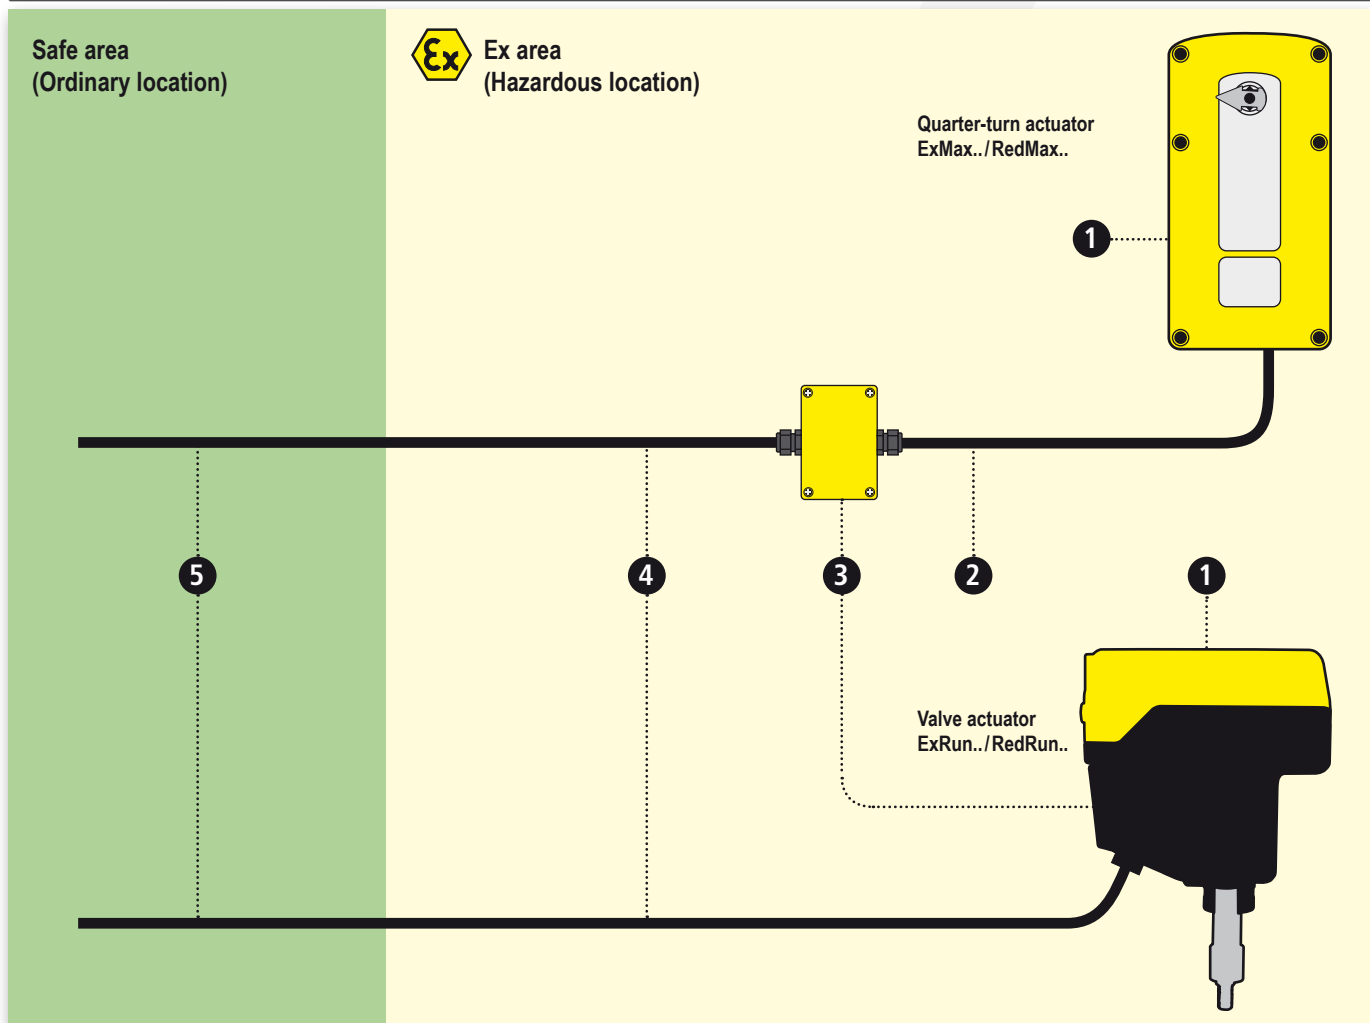 Safe area
(Ordinary location)
Ex
Ex area
(Hazardous location)
Quarter-turn actuator
ExMax../RedMax..
1
5
4
3
2
1
Valve actuator
ExRun../RedRun..